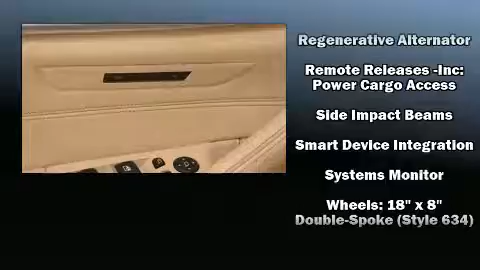 Regenerative Alternator
Remote Releases -Inc:
Power Cargo Access
Side Impact Beams
Smart Device Integration
Systems Monitor
Wheels: 18" x 8"
Double-Spoke (Style 634)